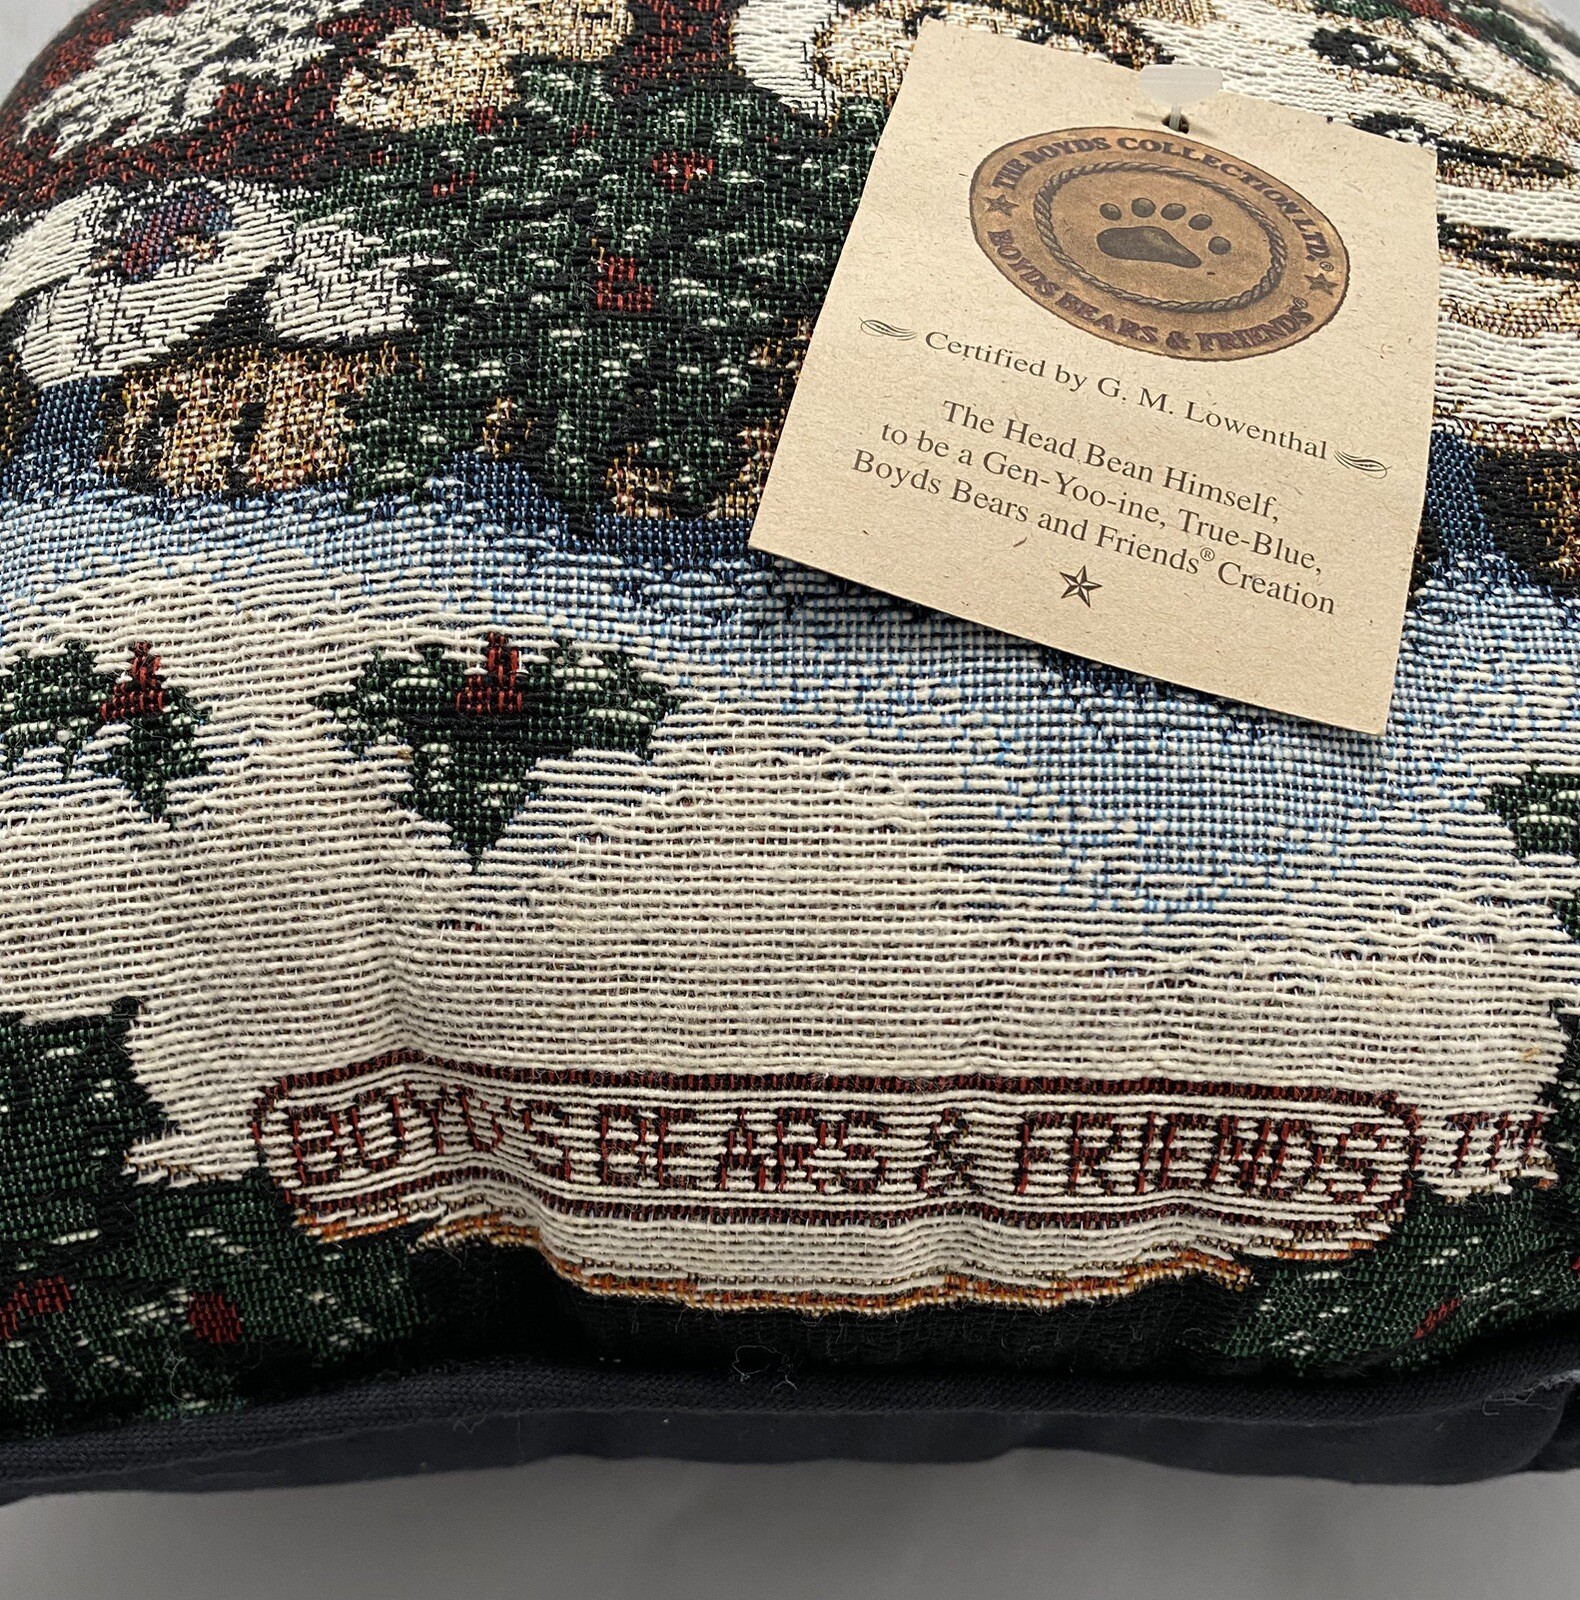 THE BOYDS COLLECTION LTD.®
BOYDS BEARS & FRIENDS®
Certified by G. M. Lowenthal
The Head Bean Himself,
to be a Gen-Yoo-ine, True-Blue,
Boyds Bears and Friends® Creation
BOYDS BEARS & FRIENDS